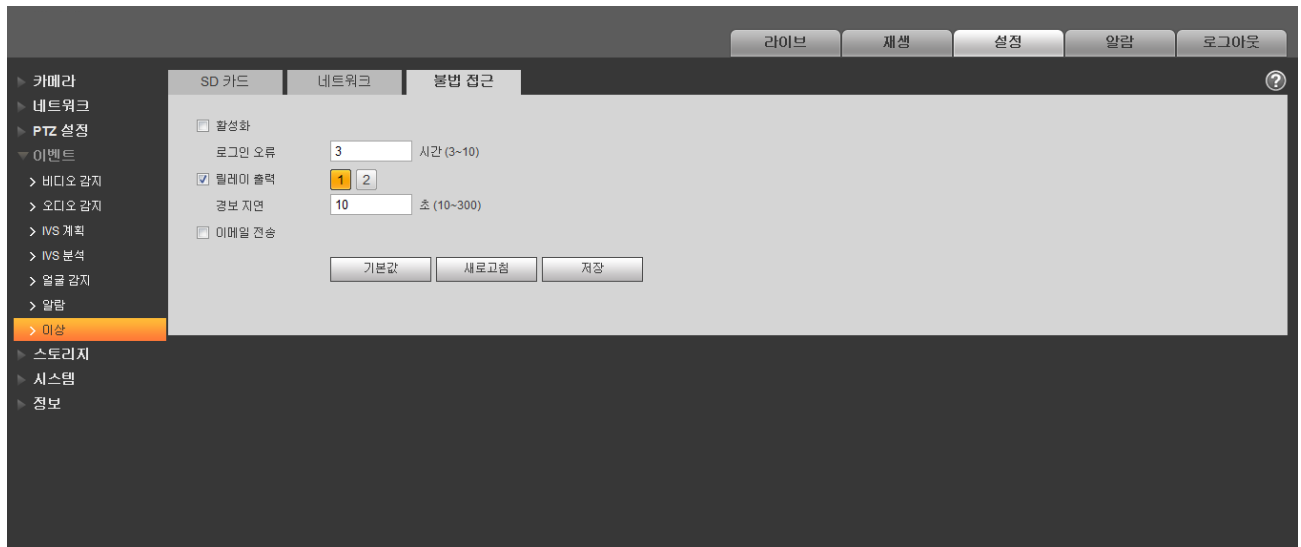 라이브 재생 설정 알람 로그아웃
카메라
네트워크
PTZ 설정
이벤트
비디오 감지
오디오 감지
IVS 계획
IVS 분석
얼굴 감지
알람
이상
스토리지
시스템
정보
SD 카드 네트워크 불법 접근
?
활성화
로그인 오류 3 시간 (3~10)
릴레이 출력 1 2
경보 지연 10 초 (10~300)
이메일 전송
기본값 새로고침 저장